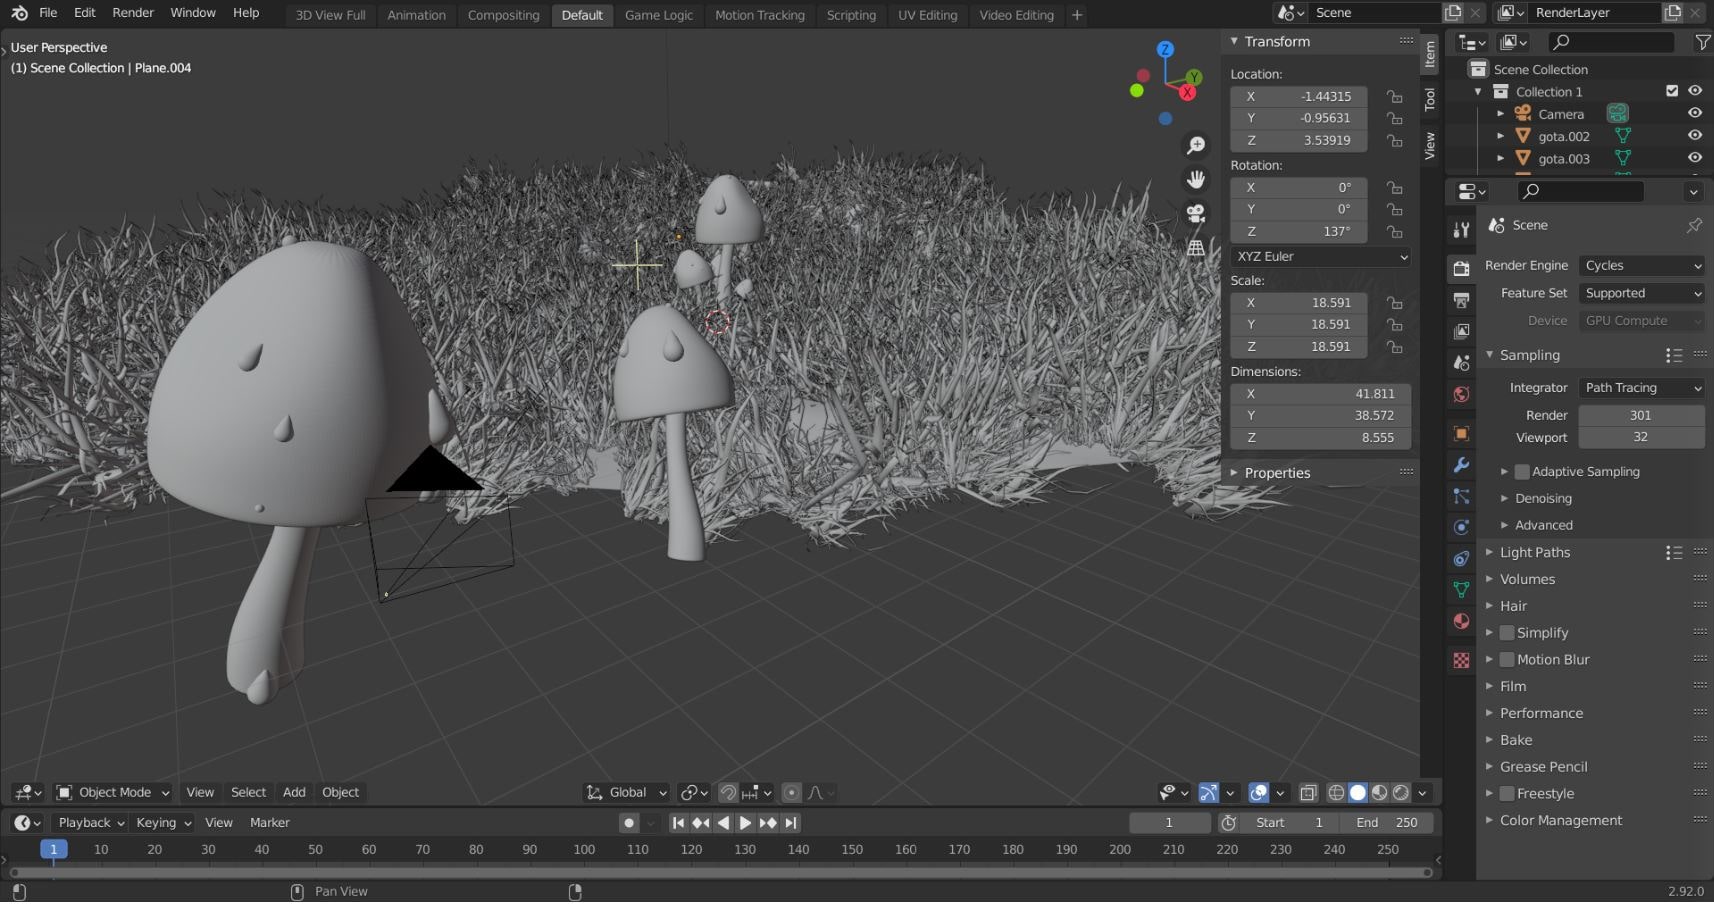 File Edit Render Window Help 3D View Full Animation Compositing Default Game Logic Motion Tracking Scripting UV Editing Video Editing + Scene RenderLayer
User Perspective
(1) Scene Collection | Plane.004
Z
Y
X
Transform
Location:
X -1.44315
Y -0.95631
Z 3.53919
Rotation:
X 0°
Y 0°
Z 137°
XYZ Euler
Scale:
X 18.591
Y 18.591
Z 18.591
Dimensions:
X 41.811
Y 38.572
Z 8.555
Properties
Item
Tool
View
Scene Collection
Collection 1
Camera
gota.002
gota.003
Scene
Render Engine Cycles
Feature Set Supported
Device GPU Compute
Sampling
Integrator Path Tracing
Render 301
Viewport 32
Adaptive Sampling
Denoising
Advanced
Light Paths
Volumes
Hair
Simplify
Motion Blur
Film
Performance
Bake
Grease Pencil
Freestyle
Color Management
Object Mode View Select Add Object Global
Playback Keying View Marker 1 Start 1 End 250
1 10 20 30 40 50 60 70 80 90 100 110 120 130 140 150 160 170 180 190 200 210 220 230 240 250
Pan View 2.92.0